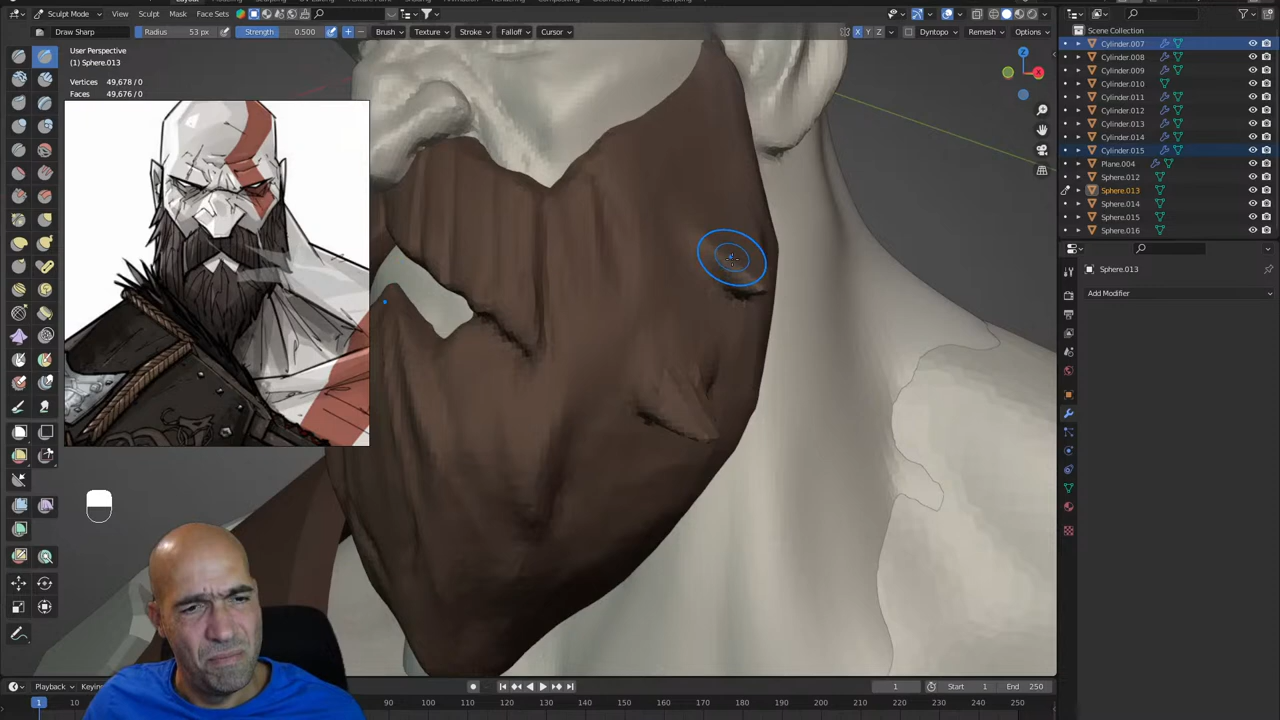 View Sculpt Mask Face Sets
Options
Draw Sharp Radius 53 px Strength 0.500 Brush Texture Stroke Falloff Cursor X Y Z Dyntopo Remesh Options
User Perspective
(1) Sphere.013
Vertices 49,678 / 0
Faces 49,676 / 0
Scene Collection
Cylinder.007
Cylinder.008
Cylinder.009
Cylinder.010
Cylinder.011
Cylinder.012
Cylinder.013
Cylinder.014
Cylinder.015
Plane.004
Sphere.012
Sphere.013
Sphere.014
Sphere.015
Sphere.016
Sphere.013
Add Modifier
Z
X
Playback Keying
1 Start 1 End 250
1 10 110 120 130 140 150 160 170 180 190 200 210 220 230 240 250